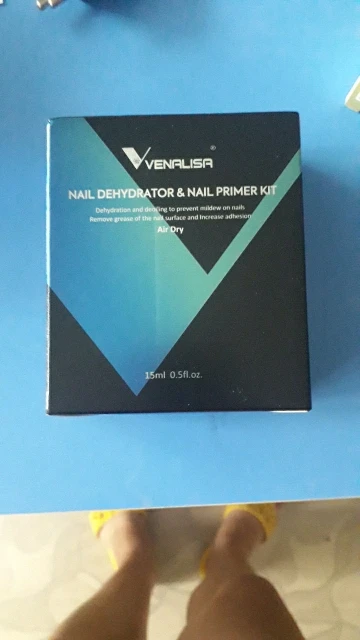 VENALISA
NAIL DEHYDRATOR & NAIL PRIMER KIT
Dehydration and deoiling to prevent mildew on nails
Remove grease of the nail surface and Increase adhesion
Air Dry
15ml 0.5fl.oz.